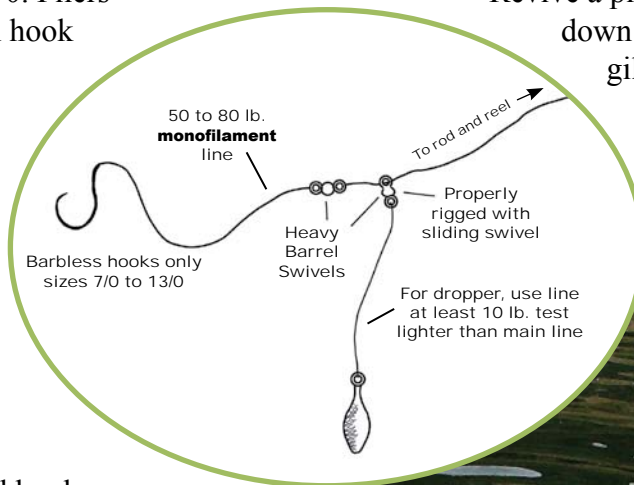 hook
Revive a
down
50 to 80 lb.
monofilament
line
To rod and reel
Heavy
Barrel
Swivels
Properly
rigged with
sliding swivel
Barbless hooks only
sizes 7/0 to 13/0
For dropper, use line
at least 10 lb. test
lighter than main line